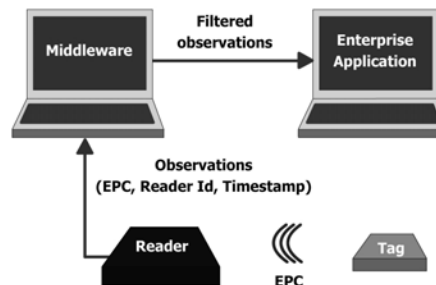 Filtered
observations
Middleware
Enterprise
Application
Observations
(EPC, Reader Id, Timestamp)
Reader
Tag
EPC